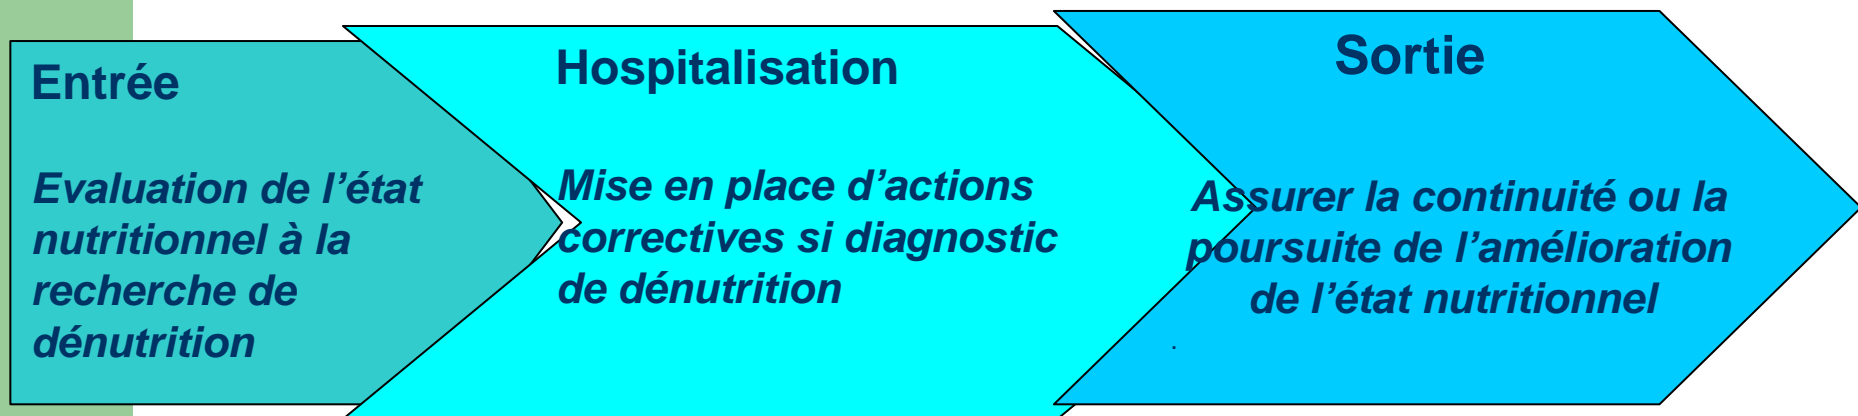 Entrée
Evaluation de l’état
nutritionnel à la
recherche de
dénutrition
Hospitalisation
Mise en place d’actions
correctives si diagnostic
de dénutrition
Sortie
Assurer la continuité ou la
poursuite de l’amélioration
de l’état nutritionnel
.